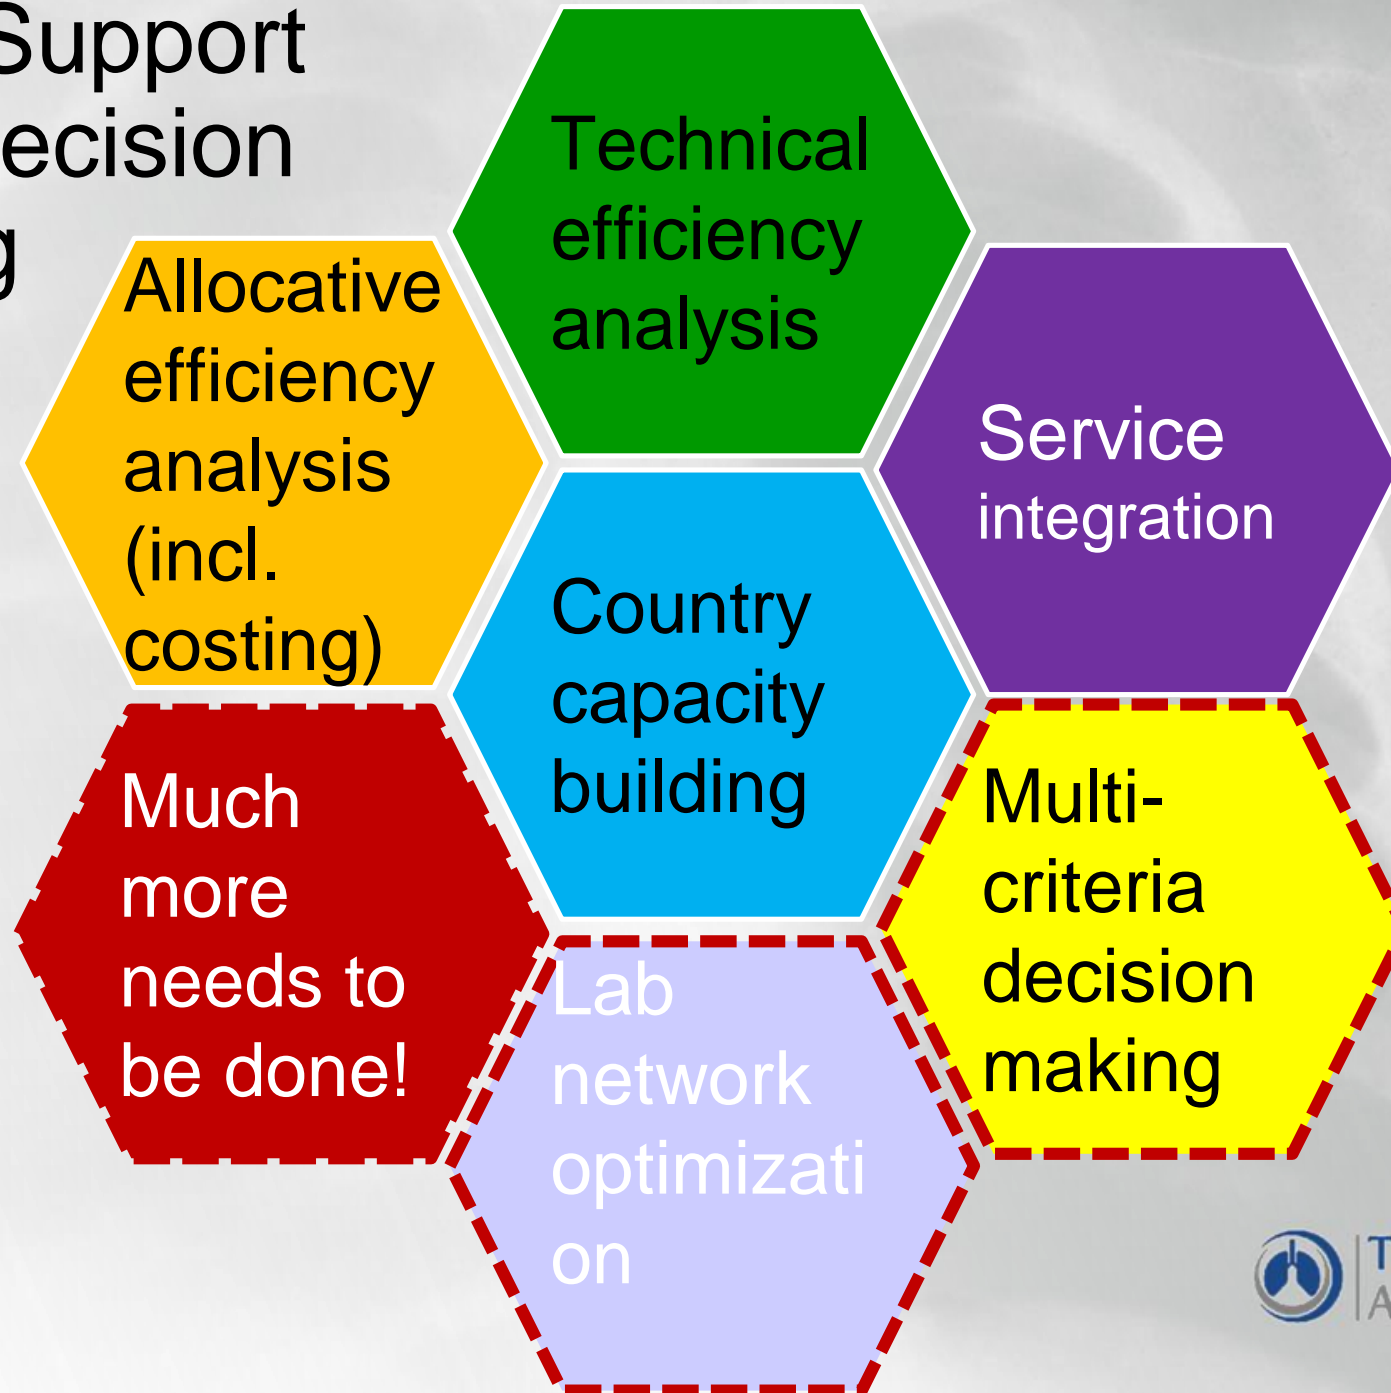 Support
ecision
g
Technical
efficiency
analysis
Allocative
efficiency
analysis
(incl.
costing)
Service
integration
Country
capacity
building
Much
more
needs to
be done!
Multi-
criteria
decision
making
Lab
network
optimizati
on
T
A